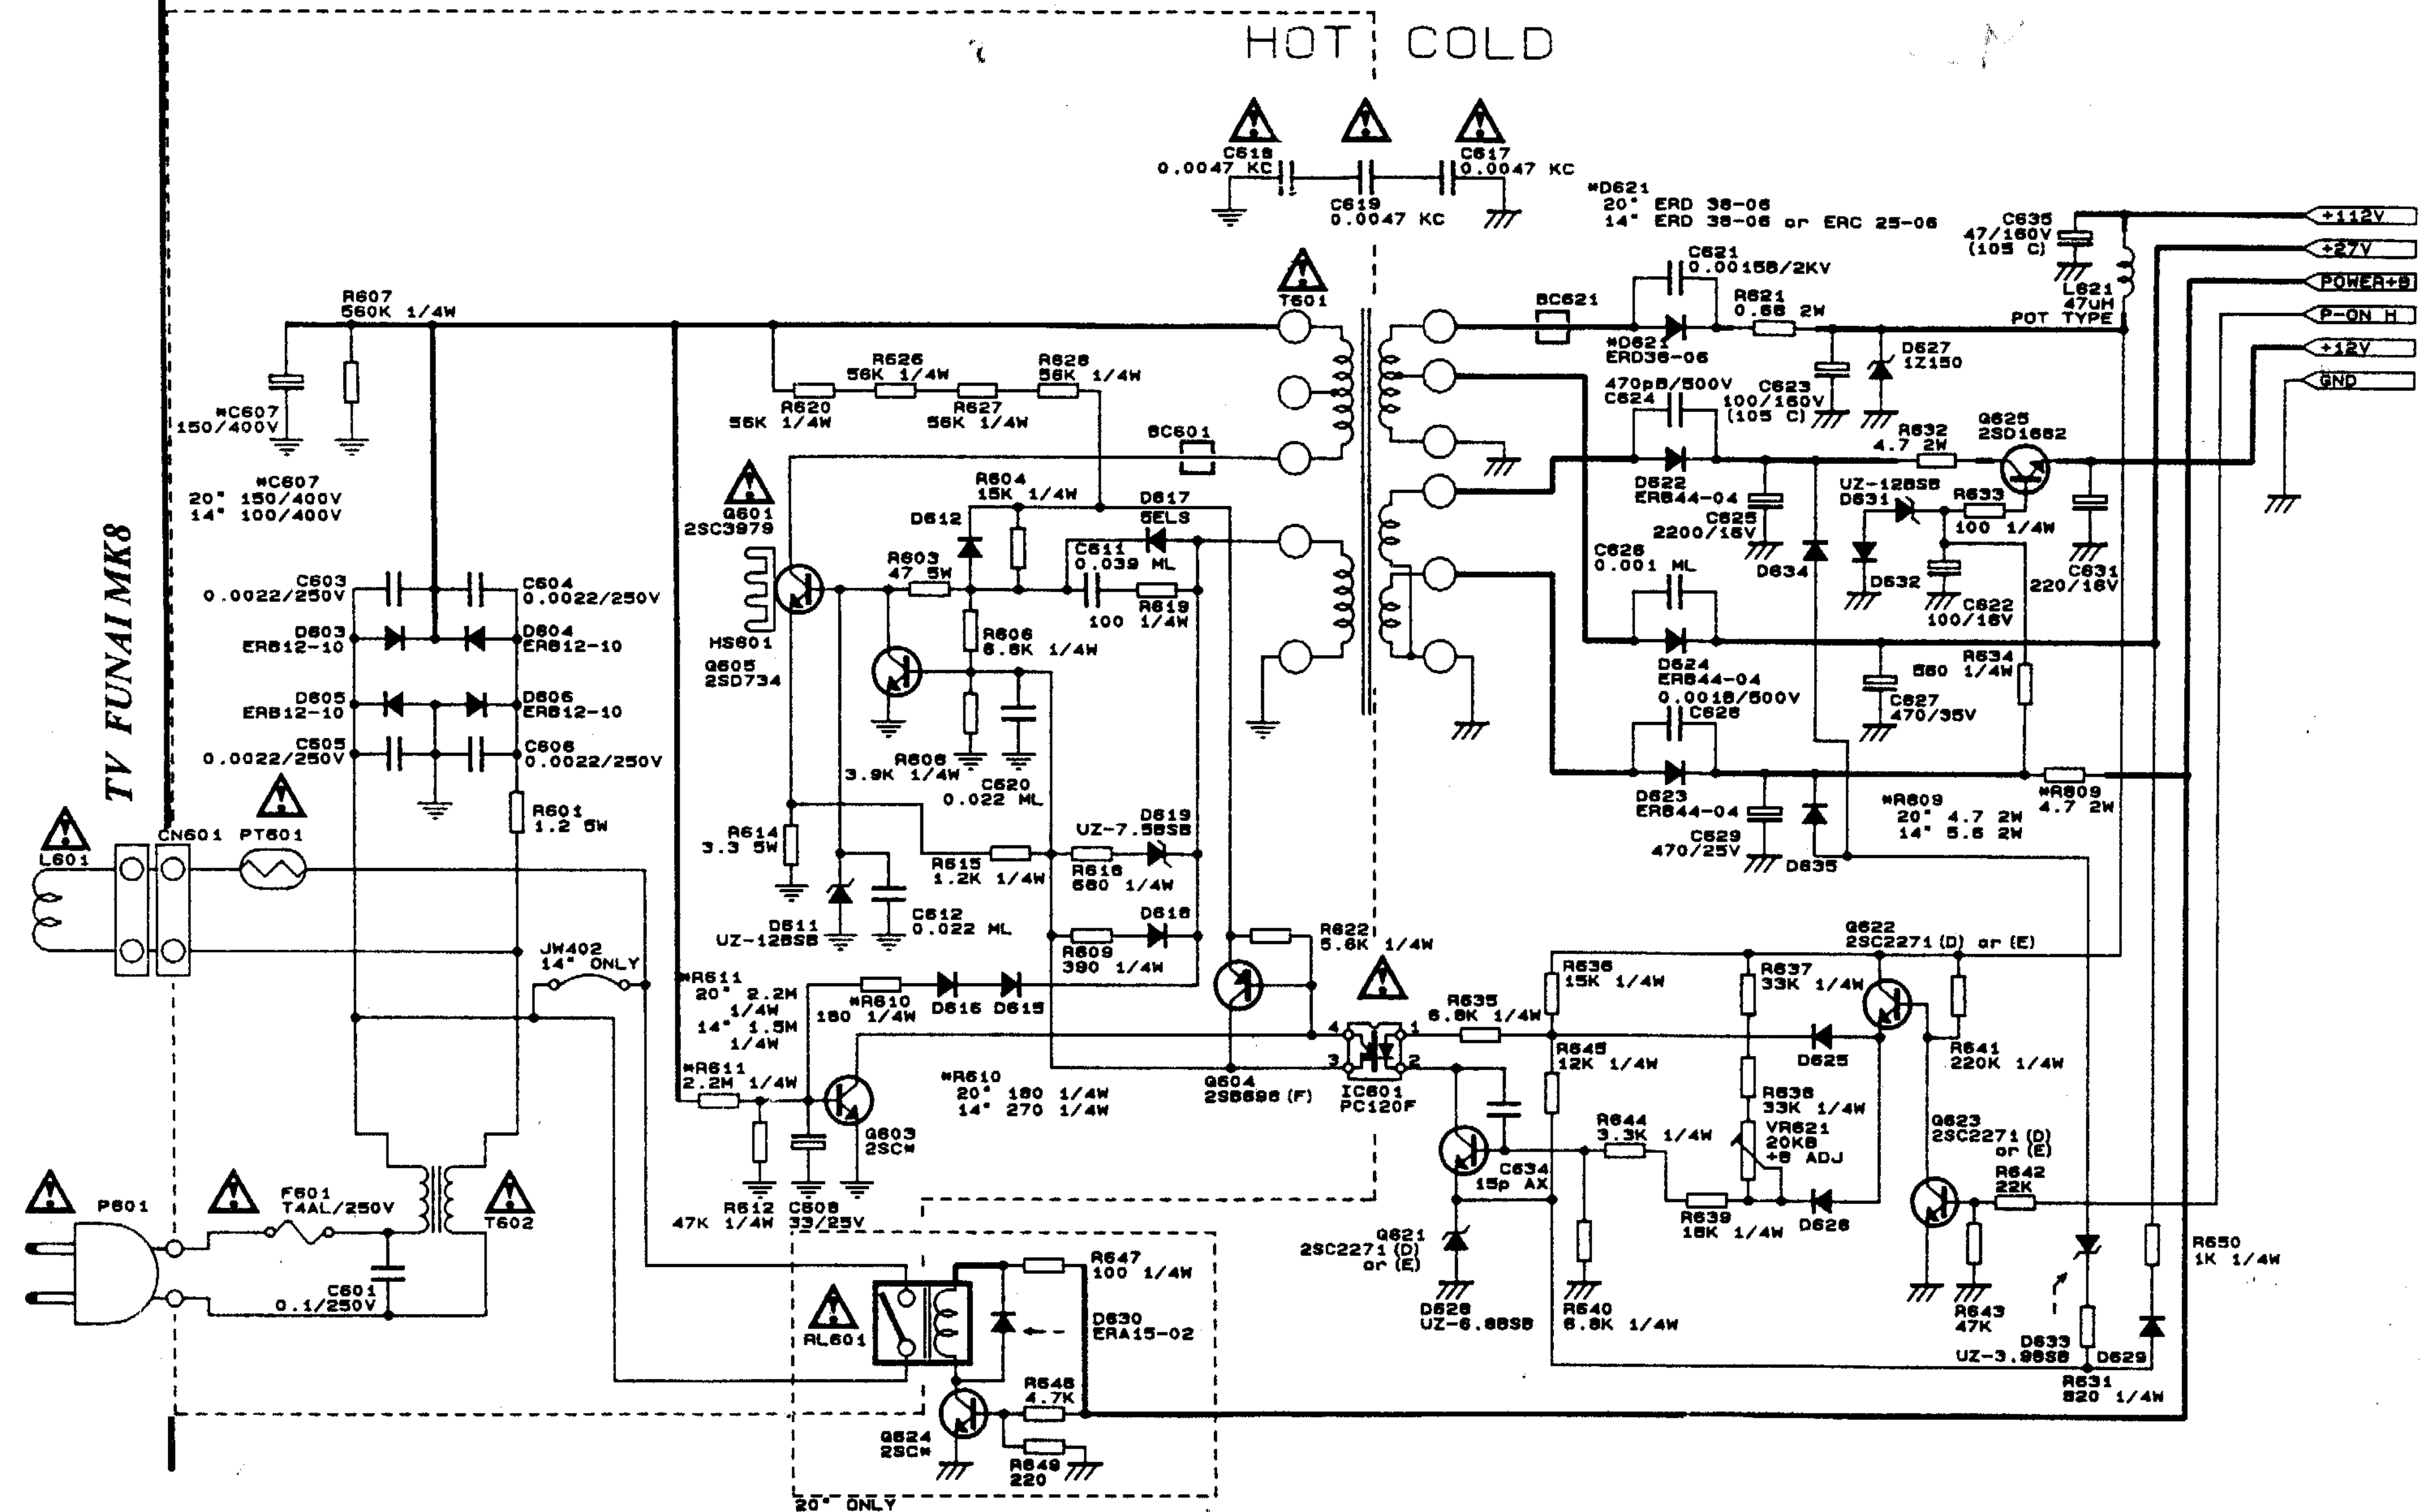 HOT COLD
C618
0.0047 KC
C619
0.0047 KC
C617
0.0047 KC
*D621
20" ERD 38-06
14" ERD 38-06 or ERC 25-06
C635
47/160V
(105 C)
+112V
+27V
POWER+B
P-ON H
+12V
GND
L621
47uH
POT TYPE
C621
0.0015B/2KV
BC621
R621
0.68 2W
*D621
ERD38-06
T601
R607
560K 1/4W
*C607
150/400V
*C607
20" 150/400V
14" 100/400V
R626
56K 1/4W
R628
56K 1/4W
R620
56K 1/4W
R627
56K 1/4W
BC601
470pB/500V
C624
C623
100/160V
(105 C)
D627
1Z150
R632
4.7 2W
Q625
2SD1682
D622
ERB44-04
C625
2200/16V
UZ-12BSB
D631
R633
100 1/4W
D634
D632
C622
100/16V
C631
220/16V
C626
0.001 ML
D624
ERB44-04
0.001B/500V
C628
C627
470/35V
560
R634
1/4W
D623
ERB44-04
C629
470/25V
D635
*R809
20" 4.7 2W
14" 5.6 2W
*R809
4.7 2W
TV FUNAI MK8
C603
0.0022/250V
C604
0.0022/250V
D603
ERB12-10
D604
ERB12-10
D605
ERB12-10
D606
ERB12-10
C605
0.0022/250V
C606
0.0022/250V
R601
1.2 5W
Q601
2SC3979
HS601
R604
15K 1/4W
D612
D617
5ELS
C611
0.039 ML
R603
47 5W
R619
100 1/4W
R606
6.8K 1/4W
Q605
2SD734
R608
3.9K 1/4W
C620
0.022 ML
R614
3.3 5W
R615
1.2K 1/4W
D619
UZ-7.5BSB
R616
680 1/4W
D611
UZ-12BSB
C612
0.022 ML
D618
R609
390 1/4W
L601
CN601
PT601
JW402
14" ONLY
*R611
20" 2.2M
1/4W
14" 1.5M
1/4W
*R610
180 1/4W
D616
D615
*R611
2.2M 1/4W
*R610
20" 180 1/4W
14" 270 1/4W
Q603
2SC*
R612
47K 1/4W
C608
33/25V
R622
5.6K 1/4W
Q604
2SB698 (F)
4
3
1
2
IC601
PC120F
R635
6.8K 1/4W
R636
15K 1/4W
R637
33K 1/4W
Q622
2SC2271 (D) or (E)
R645
12K 1/4W
D625
R641
220K 1/4W
R638
33K 1/4W
VR621
20KB
+B ADJ
R644
3.3K 1/4W
C634
15p AX
Q623
2SC2271 (D)
or (E)
R642
22K
R639
18K 1/4W
D626
Q621
2SC2271 (D)
or (E)
D628
UZ-6.8BSB
R640
6.8K 1/4W
R643
47K
R650
1K 1/4W
D633
UZ-3.9BSB
D629
R631
820 1/4W
P601
F601
T4AL/250V
C601
0.1/250V
T602
RL601
R647
100 1/4W
D630
ERA15-02
R646
4.7K
Q624
2SC*
R649
220
20" ONLY